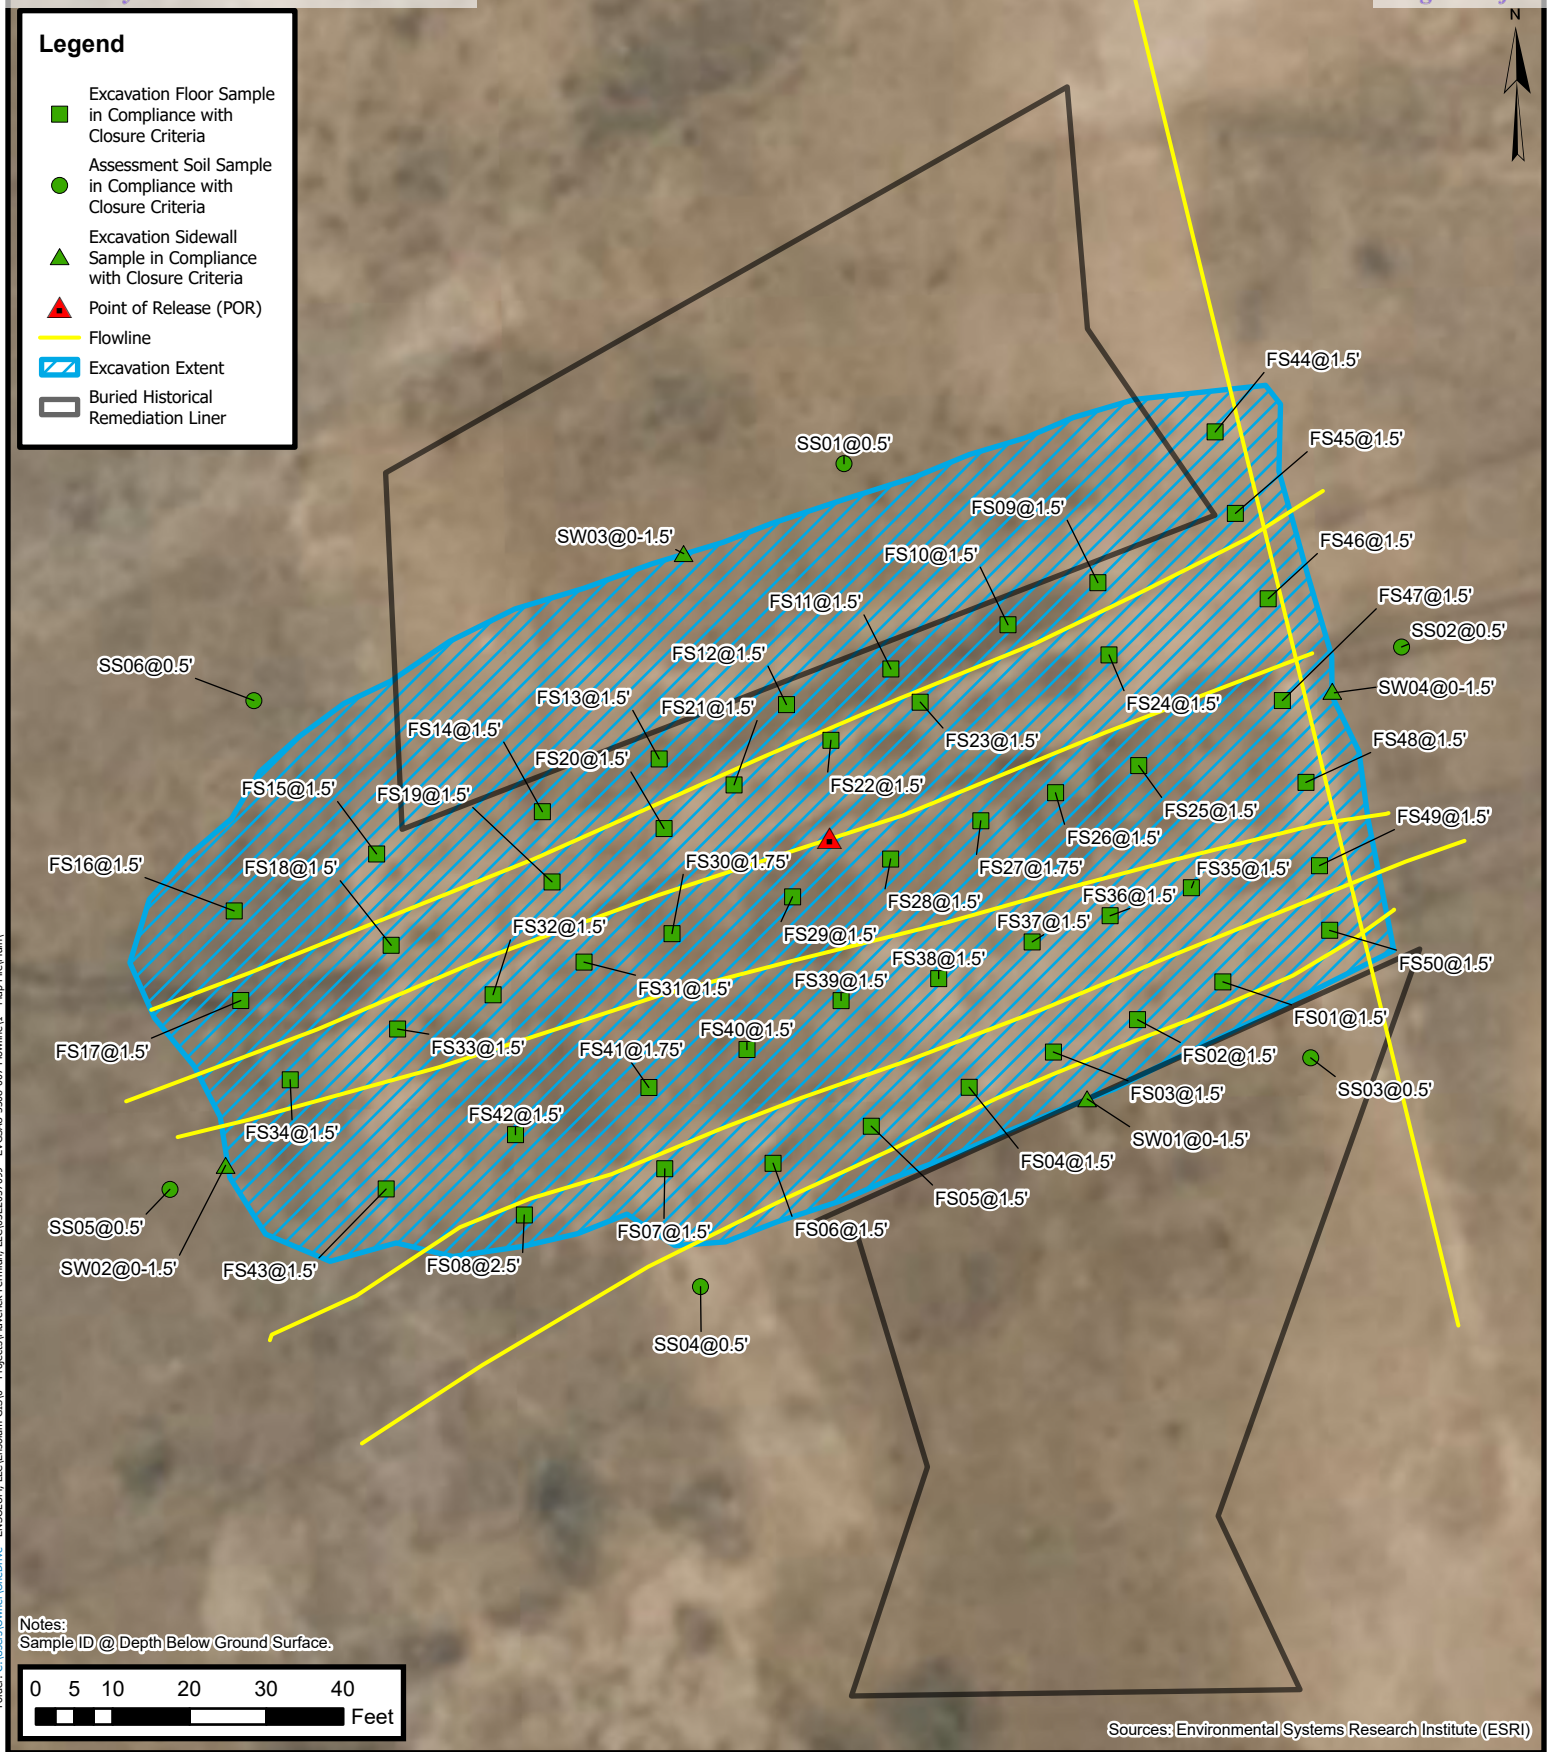 Legend
Excavation Floor Sample
in Compliance with
Closure Criteria
Assessment Soil Sample
in Compliance with
Closure Criteria
Excavation Sidewall
Sample in Compliance
with Closure Criteria
Point of Release (POR)
Flowline
Excavation Extent
Buried Historical
Remediation Liner
N
FS44@1.5'
SS01@0.5'
FS45@1.5'
FS09@1.5'
SW03@0-1.5'
FS46@1.5'
FS10@1.5'
FS47@1.5'
FS11@1.5'
SS02@0.5'
FS12@1.5'
SS06@0.5'
SW04@0-1.5'
FS13@1.5'
FS21@1.5'
FS24@1.5'
FS14@1.5'
FS23@1.5'
FS48@1.5'
FS20@1.5'
FS22@1.5'
FS15@1.5'
FS19@1.5'
FS25@1.5'
FS49@1.5'
FS26@1.5'
FS16@1.5'
FS18@1 5'
FS30@1.75'
FS27@1.75'
FS35@1.5'
FS28@1.5'
FS36@1.5'
FS32@1.5'
FS29@1.5'
FS37@1.5'
FS38@1.5'
FS50@1.5'
FS31@1.5'
FS39@1.5'
FS01@1.5'
FS40@1.5'
FS17@1.5'
FS33@1.5'
FS41@1.75'
FS02@1.5'
FS03@1.5'
SS03@0.5'
FS42@1.5'
FS34@1.5'
SW01@0-1.5'
FS04@1.5'
FS05@1.5'
SS05@0.5'
FS07@1.5'
FS06@1.5'
SW02@0-1.5'
FS43@1.5'
FS08@2.5'
SS04@0.5'
Notes:
Sample ID @ Depth Below Ground Surface.
0 5 10 20 30 40
Feet
Sources: Environmental Systems Research Institute (ESRI)